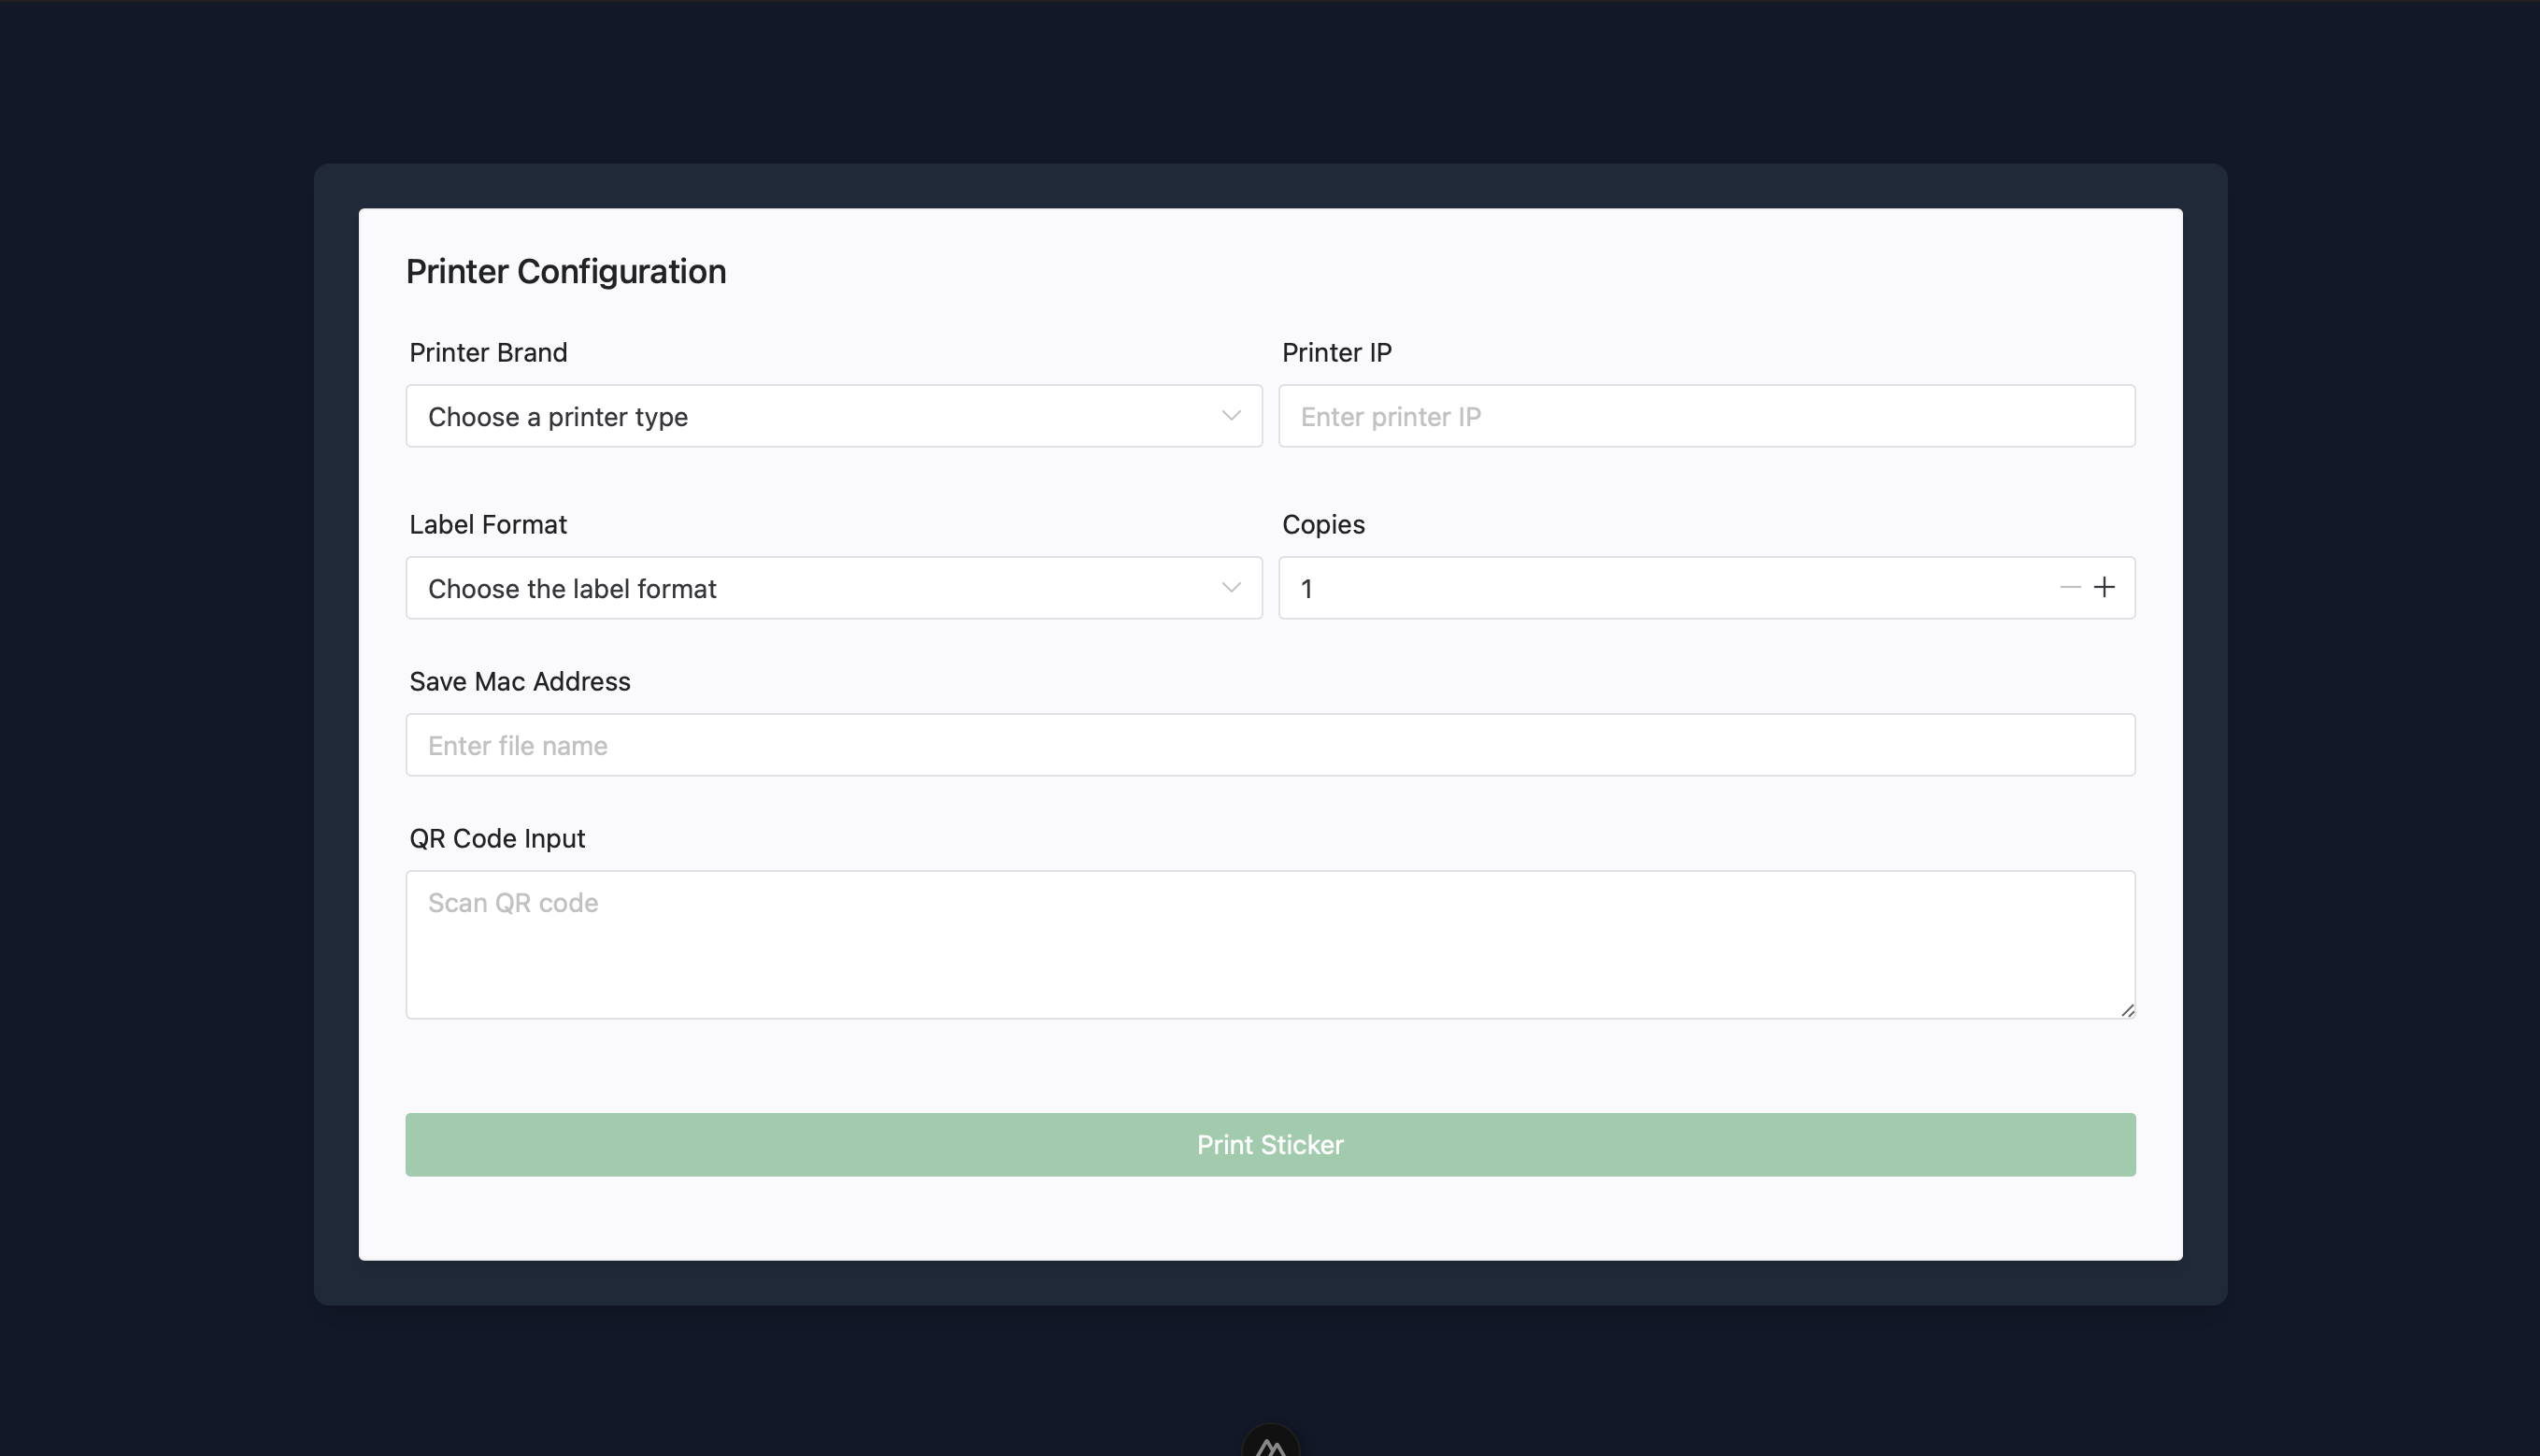 Printer Configuration
Printer Brand
Printer IP
Choose a printer type
Enter printer IP
Label Format
Copies
Choose the label format
1
Save Mac Address
Enter file name
QR Code Input
Scan QR code
Print Sticker